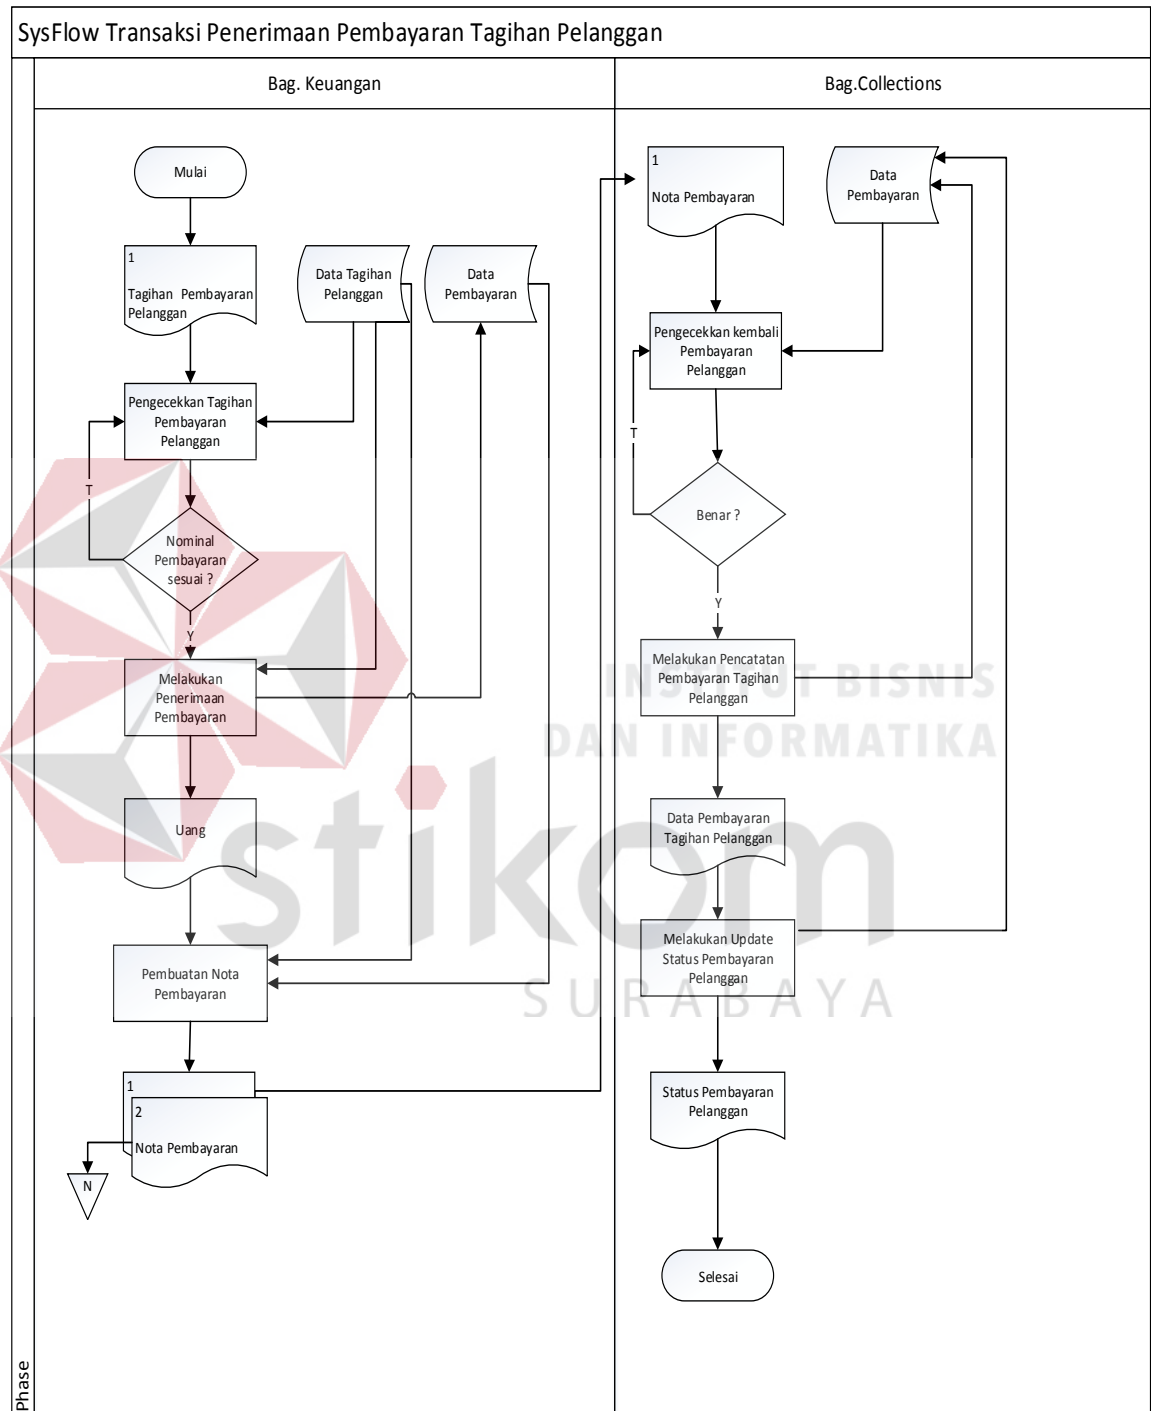 SysFlow Transaksi Penerimaan Pembayaran Tagihan Pelanggan
Phase
Bag. Keuangan
Mulai
1
Tagihan Pembayaran
Pelanggan
Data Tagihan
Pelanggan
Data
Pembayaran
Pengecekkan Tagihan
Pembayaran
Pelanggan
T
Nominal
Pembayaran
sesuai ?
Y
Melakukan
Penerimaan
Pembayaran
Uang
Pembuatan Nota
Pembayaran
1
2
Nota Pembayaran
N
Bag.Collections
1
Nota Pembayaran
Data
Pembayaran
Pengecekkan kembali
Pembayaran
Pelanggan
T
Benar ?
Y
Melakukan Pencatatan
Pembayaran Tagihan
Pelanggan
Data Pembayaran
Tagihan Pelanggan
Melakukan Update
Status Pembayaran
Pelanggan
Status Pembayaran
Pelanggan
Selesai
INSTITUT BISNIS
DAN INFORMATIKA
stikom
SURABAYA